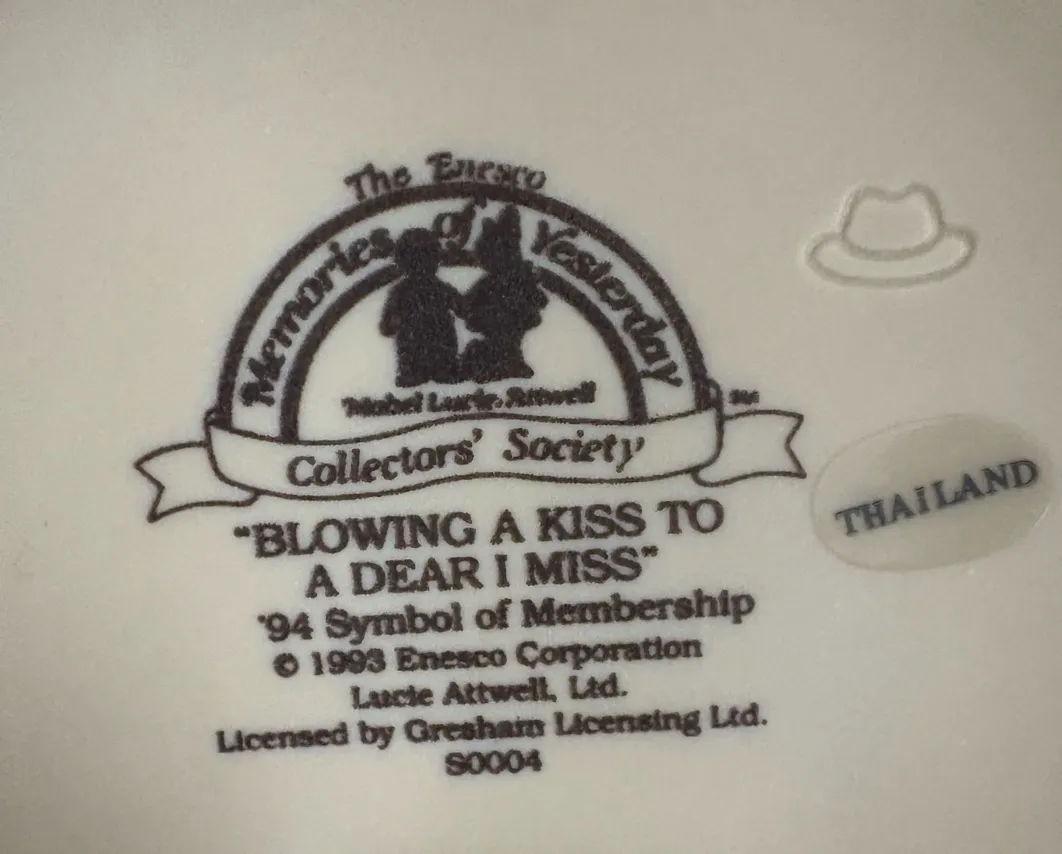 The Enesco
Memories of Yesterday
Mabel Lucie Attwell
SM
Collectors' Society
"BLOWING A KISS TO
A DEAR I MISS"
'94 Symbol of Membership
© 1993 Enesco Corporation
Lucie Attwell, Ltd.
Licensed by Gresham Licensing Ltd.
S0004
THAiLAND